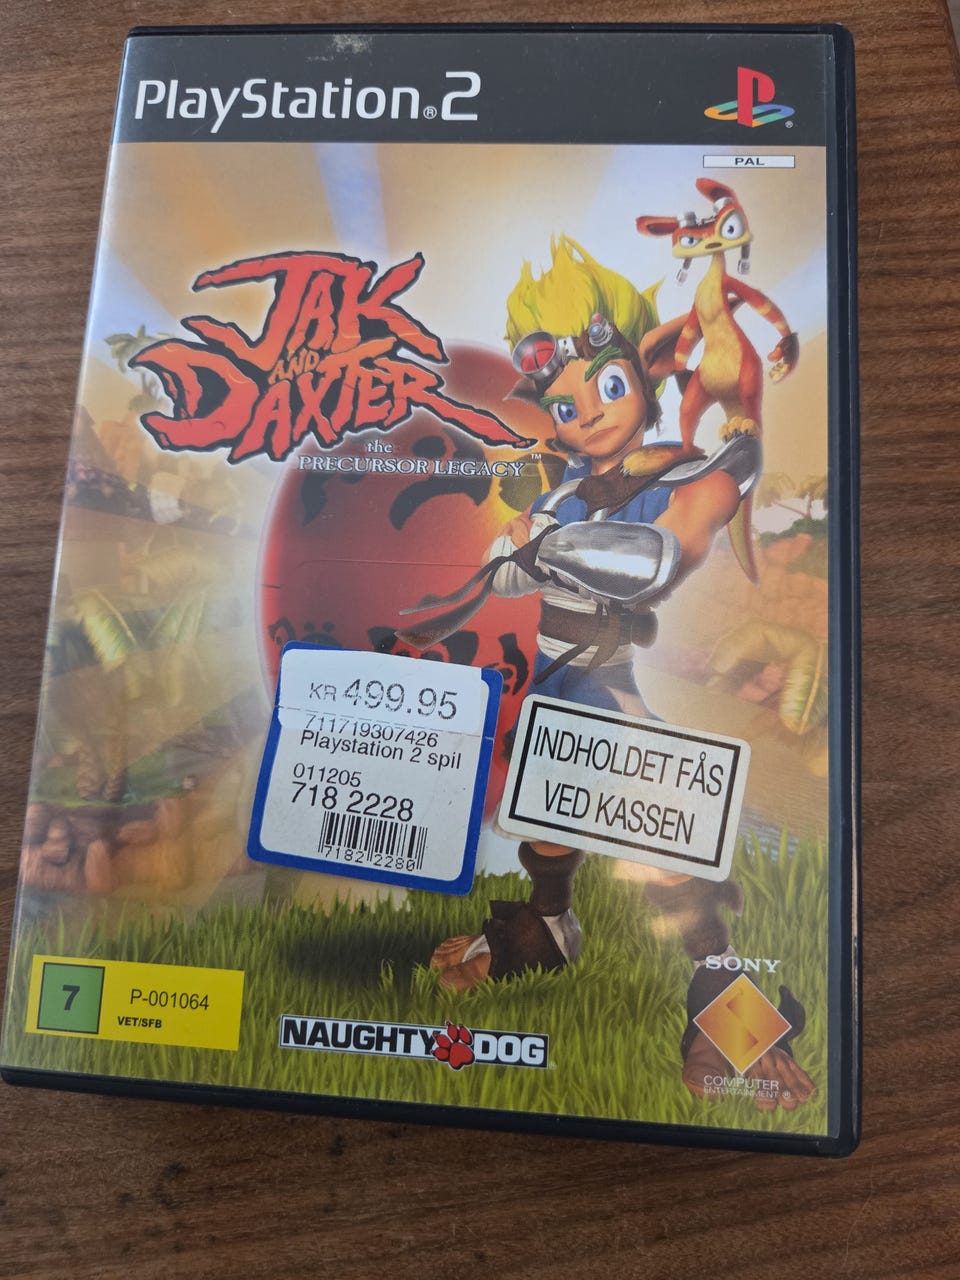 PlayStation®2
PAL
JAK
AND
DAXTER
the
PRECURSOR LEGACY™
KR 499.95
711719307426
Playstation 2 spil
011205
718 2228
7182 2280
INDHOLDET FÅS
VED KASSEN
7
P-001064
VET/SFB
NAUGHTY DOG
SONY
COMPUTER
ENTERTAINMENT®